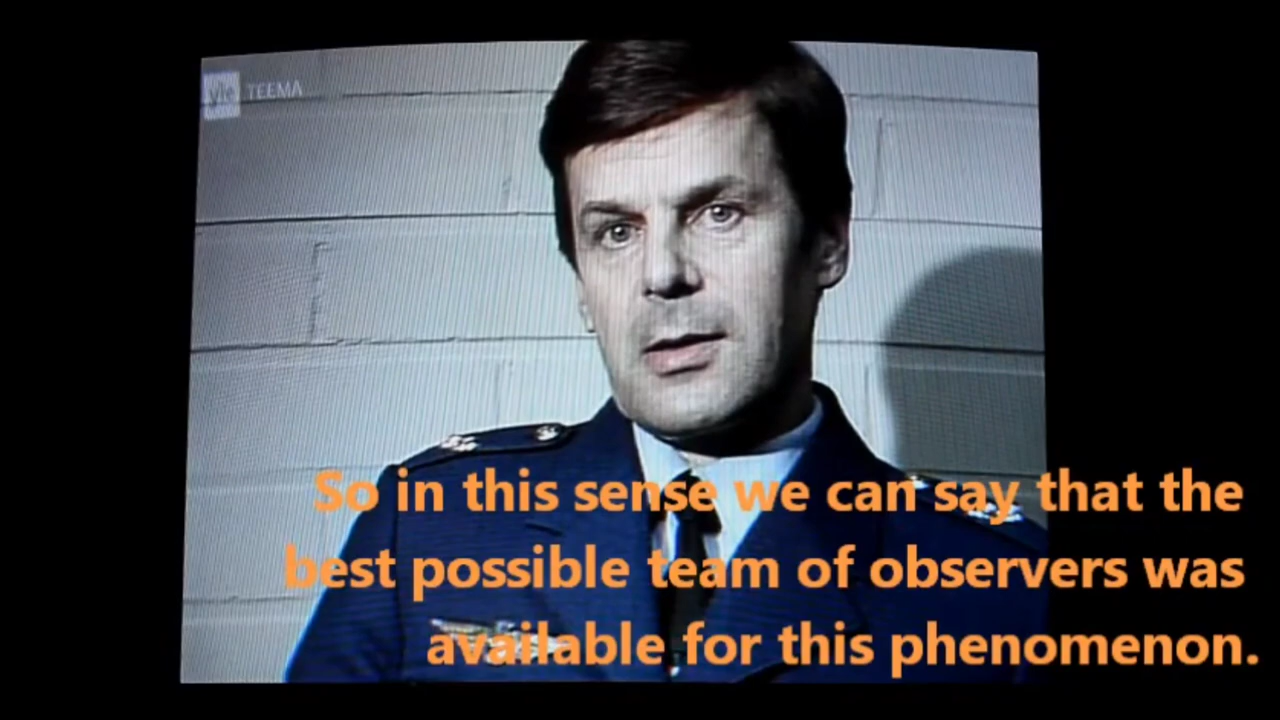 yle TEEMA
So in this sense we can say that the
best possible team of observers was
available for this phenomenon.